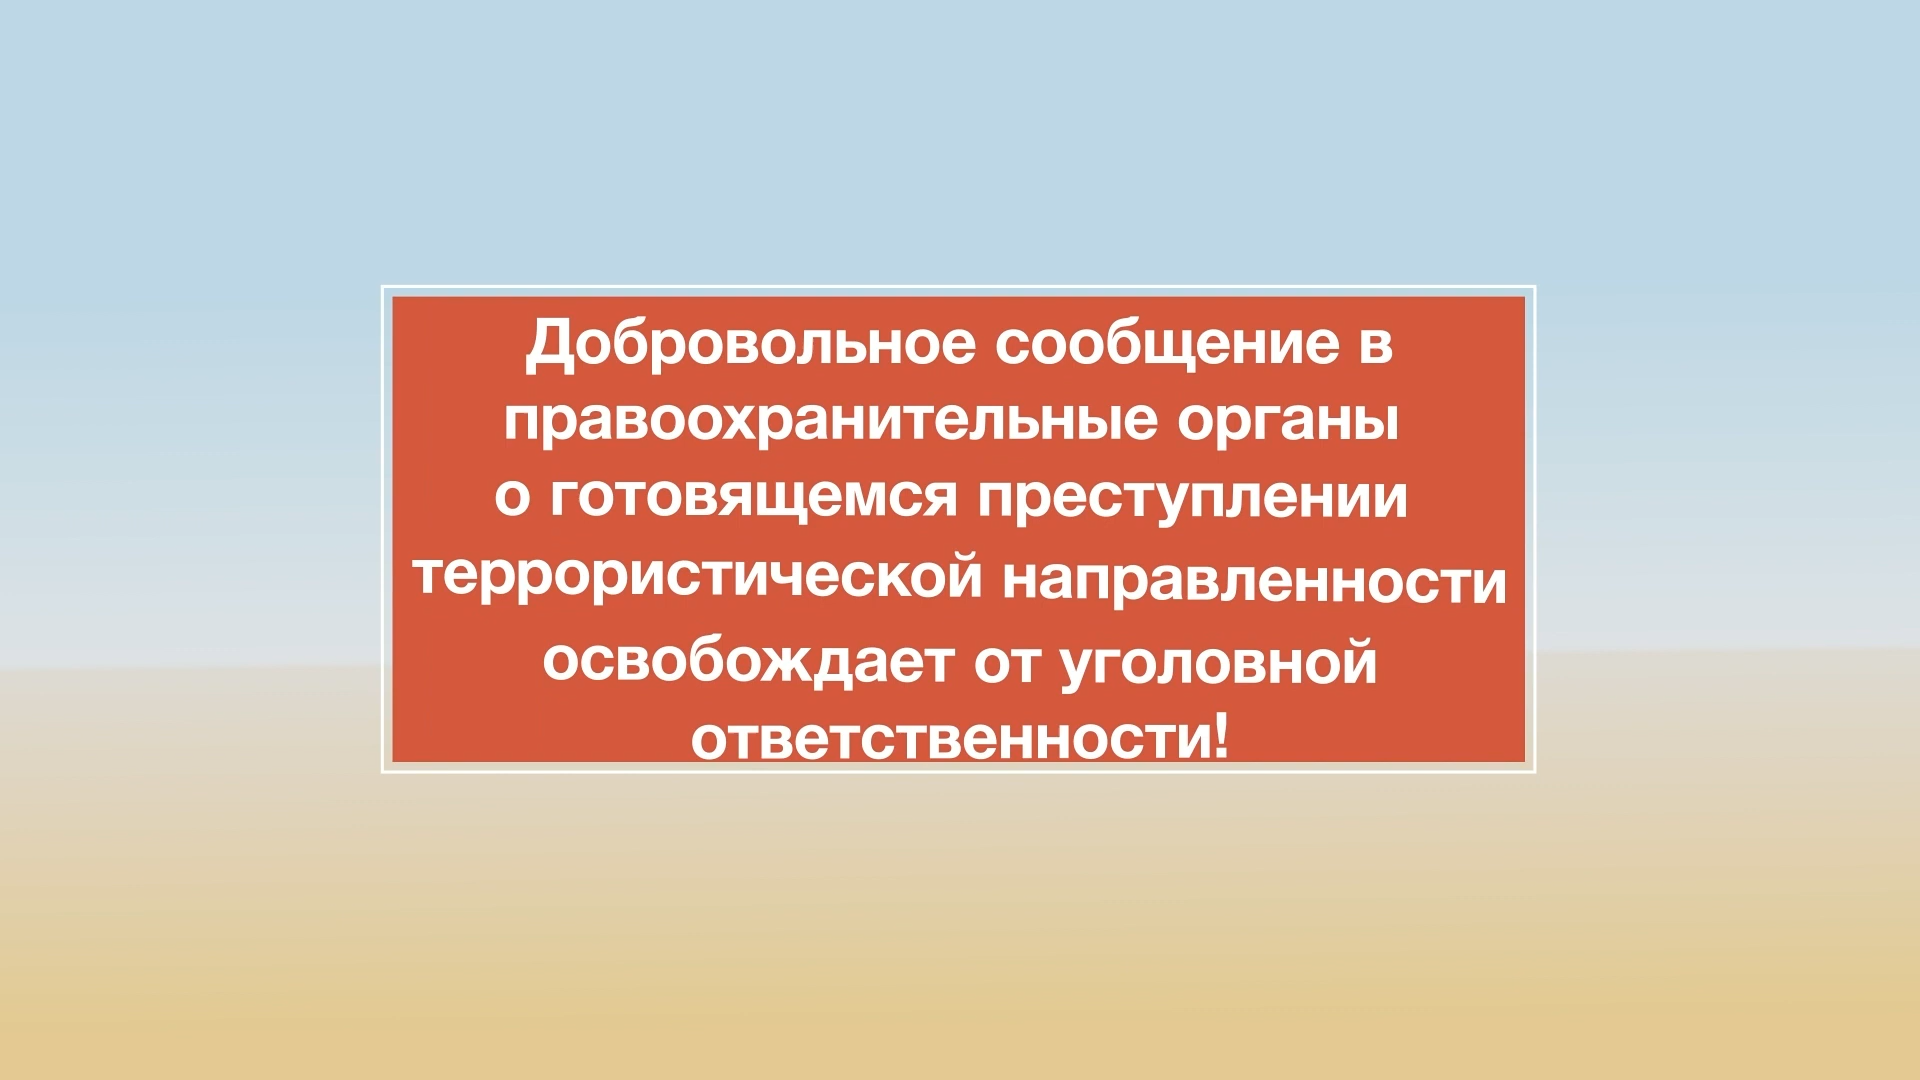 Добровольное сообщение в
правоохранительные органы
о готовящемся преступлении
террористической направленности
освобождает от уголовной
ответственности!